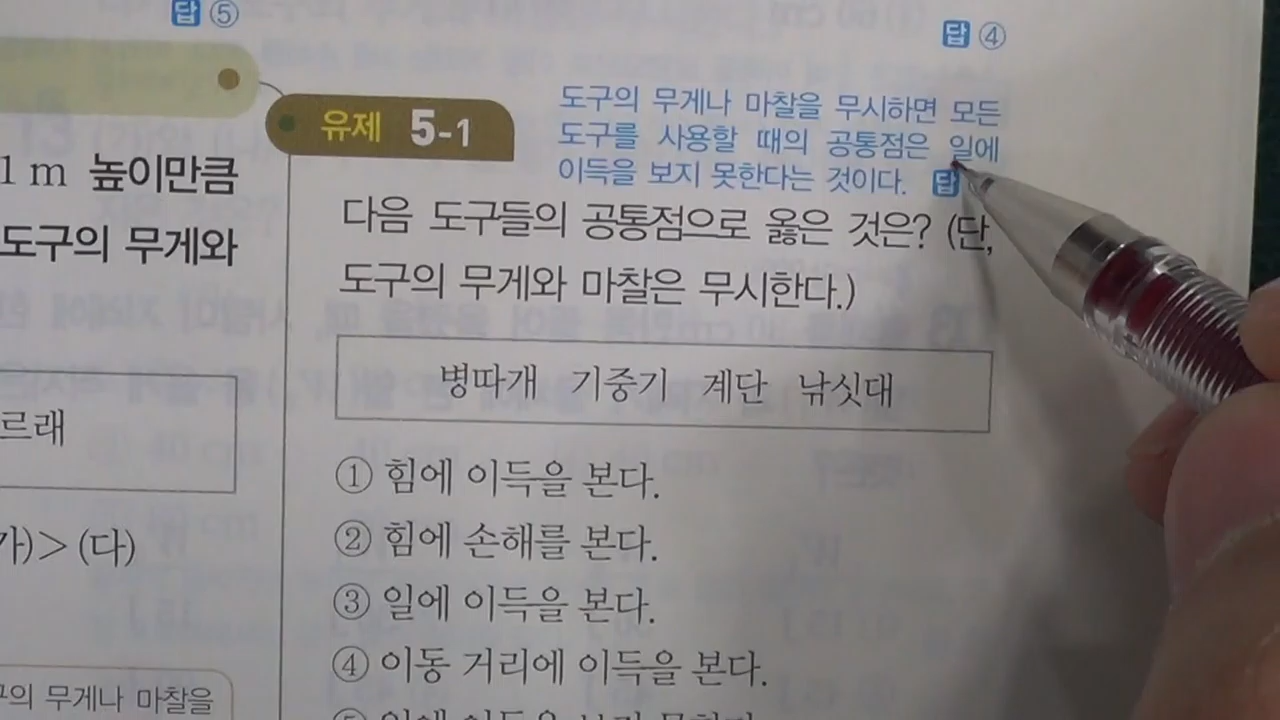 답 ⑤
1 m 높이만큼
도구의 무게와
르래
가)> (다)
구의 무게나 마찰을
답 ④
유제 5-1
도구의 무게나 마찰을 무시하면 모든
도구를 사용할 때의 공통점은 일에
이득을 보지 못한다는 것이다. 답
다음 도구들의 공통점으로 옳은 것은? (단,
도구의 무게와 마찰은 무시한다.)
병따개 기중기 계단 낚싯대
① 힘에 이득을 본다.
② 힘에 손해를 본다.
③ 일에 이득을 본다.
④ 이동 거리에 이득을 본다.